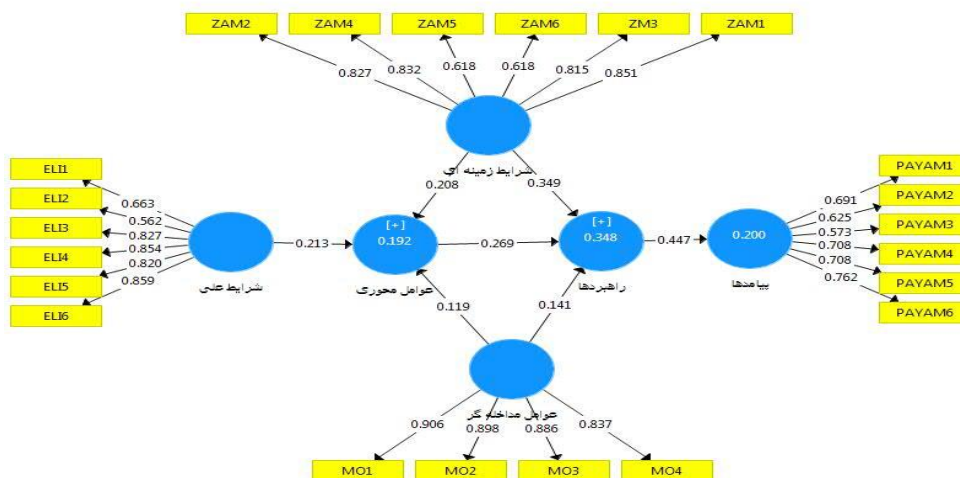 ZAM2 ZAM4 ZAM5 ZAM6 ZM3 ZAM1
0.827 0.832 0.618 0.618 0.815 0.851
شرایط زمینه ای
0.208 0.349
ELI1
ELI2
ELI3
ELI4
ELI5
ELI6
0.663
0.562
0.827
0.854
0.820
0.859
شرایط علی
0.213
[+]
0.192
عوامل محوری
0.269
[+]
0.348
راهبردها
0.447
0.200
پیامدها
0.691
0.625
0.573
0.708
0.708
0.762
PAYAM1
PAYAM2
PAYAM3
PAYAM4
PAYAM5
PAYAM6
0.119 0.141
عوامل مداخله گر
0.906 0.898 0.886 0.837
MO1 MO2 MO3 MO4